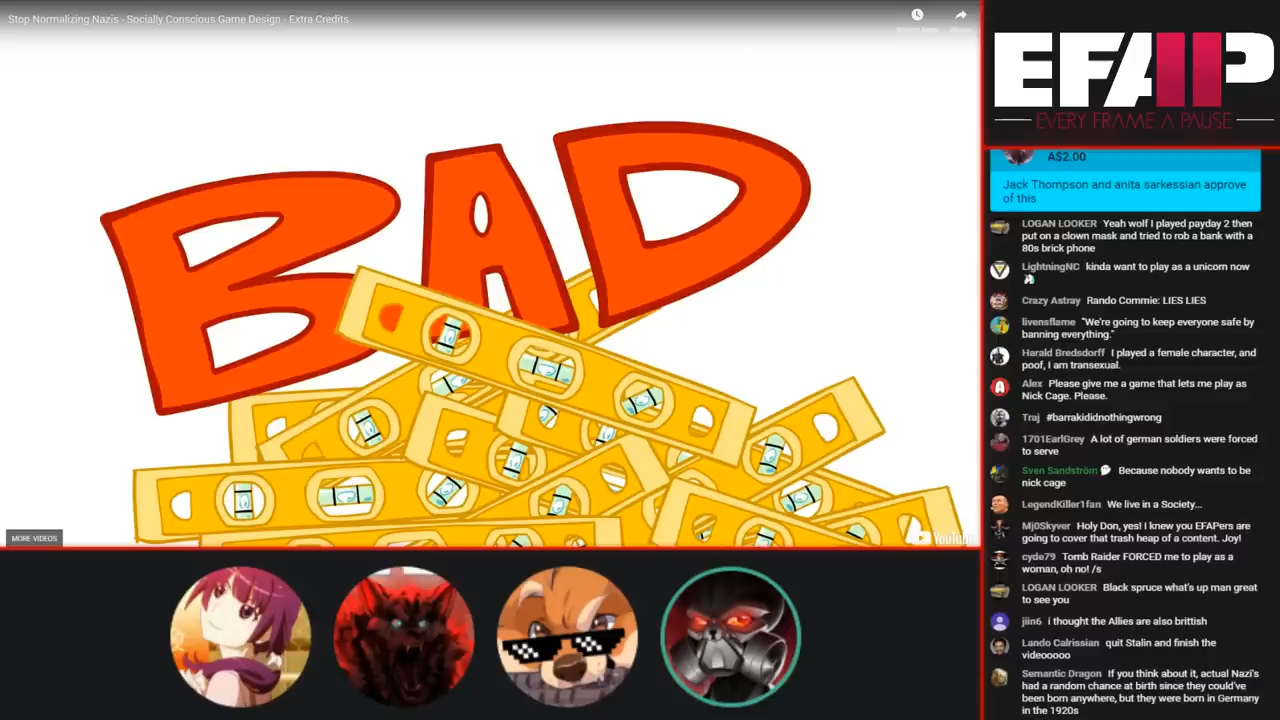 Stop Normalizing Nazis - Socially Conscious Game Design - Extra Credits
BAD
MORE VIDEOS
YouTube
EFAP
EVERY FRAME A PAUSE
A$2.00
Jack Thompson and anita sarkessian approve
of this
LOGAN LOOKER Yeah wolf I played payday 2 then
put on a clown mask and tried to rob a bank with a
80s brick phone
LightningNC kinda want to play as a unicorn now
Crazy Astray Rando Commie: LIES LIES
livensflame "We're going to keep everyone safe by
banning everything."
Harald Bredsdorff I played a female character, and
poof, I am transexual.
Alex Please give me a game that lets me play as
Nick Cage. Please.
Traj #barrakididnothingwrong
1701EarlGrey A lot of german soldiers were forced
to serve
Sven Sandström Because nobody wants to be
nick cage
LegendKiller1fan We live in a Society...
Mj0Skyver Holy Don, yes! I knew you EFAPers are
going to cover that trash heap of a content. Joy!
cyde79 Tomb Raider FORCED me to play as a
woman, oh no! /s
LOGAN LOOKER Black spruce what's up man great
to see you
jiin6 i thought the Allies are also brittish
Lando Calrissian quit Stalin and finish the
videooooo
Semantic Dragon If you think about it, actual Nazi's
had a random chance at birth since they could've
been born anywhere, but they were born in Germany
in the 1920s